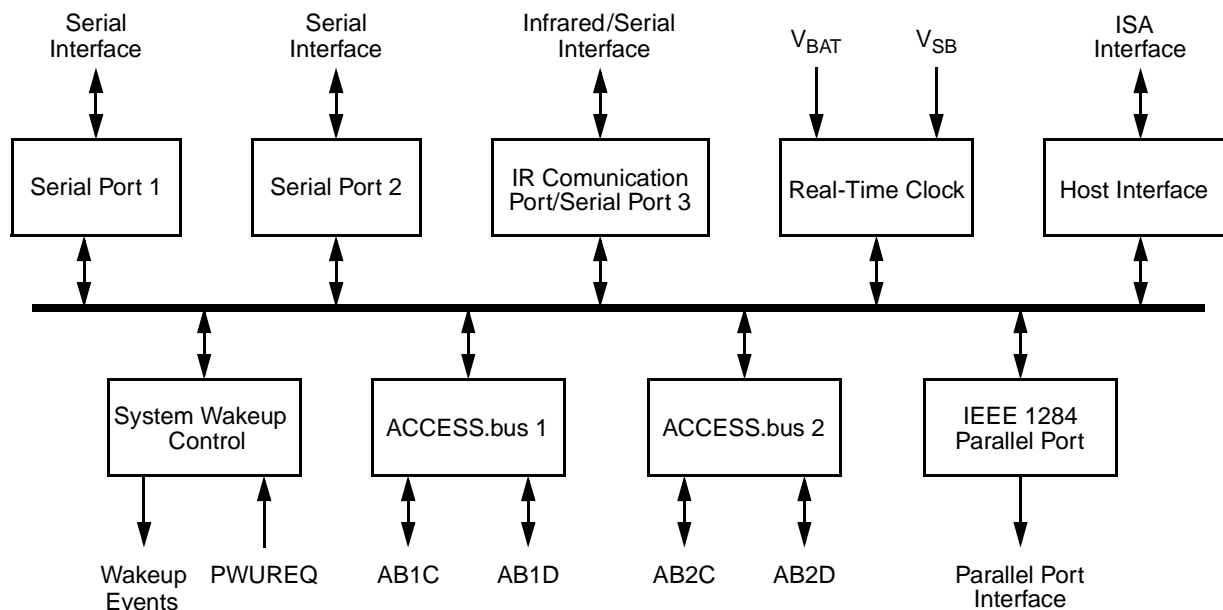 Serial
Interface
Serial
Interface
Infrared/Serial
Interface
VBAT
VSB
ISA
Interface
Serial Port 1
Serial Port 2
IR Comunication
Port/Serial Port 3
Real-Time Clock
Host Interface
System Wakeup
Control
ACCESS.bus 1
ACCESS.bus 2
IEEE 1284
Parallel Port
Wakeup
Events
PWUREQ
AB1C
AB1D
AB2C
AB2D
Parallel Port
Interface